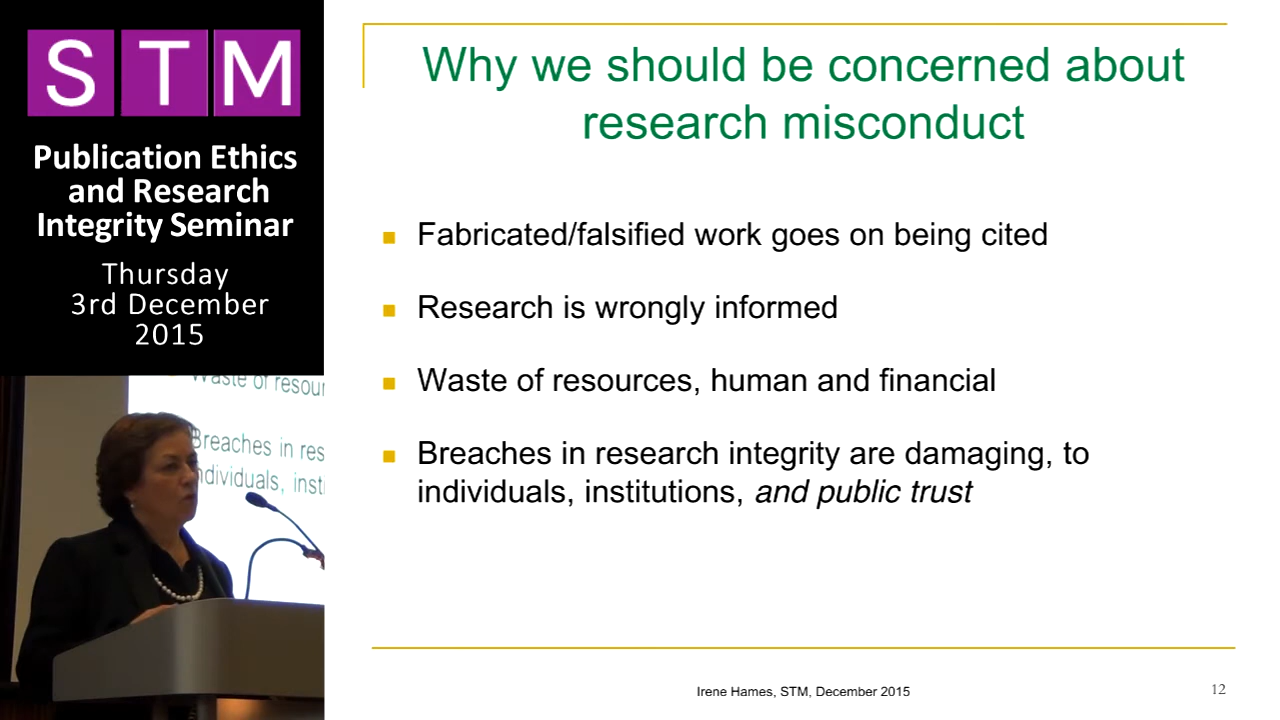 STM
Publication Ethics
and Research
Integrity Seminar
Thursday
3rd December
2015
Why we should be concerned about
research misconduct
Fabricated/falsified work goes on being cited
Research is wrongly informed
Waste of resources, human and financial
Breaches in research integrity are damaging, to
individuals, institutions, and public trust
Waste of resour
Breaches in res
ndividuals, insti
Irene Hames, STM, December 2015
12